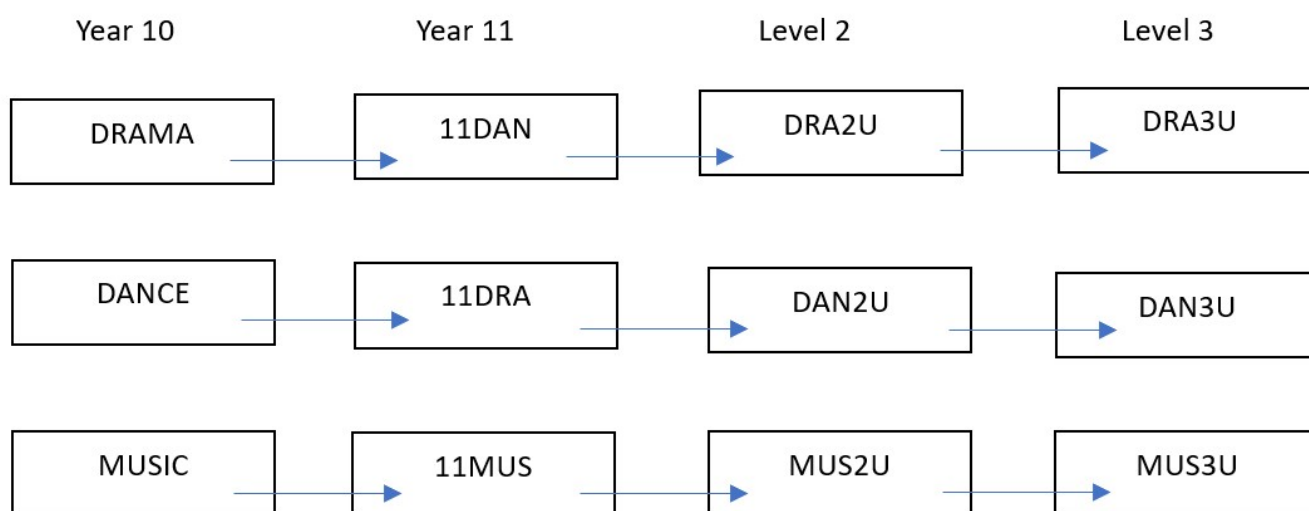 Year 10 Year 11 Level 2 Level 3
DRAMA 11DAN DRA2U DRA3U
DANCE 11DRA DAN2U DAN3U
MUSIC 11MUS MUS2U MUS3U